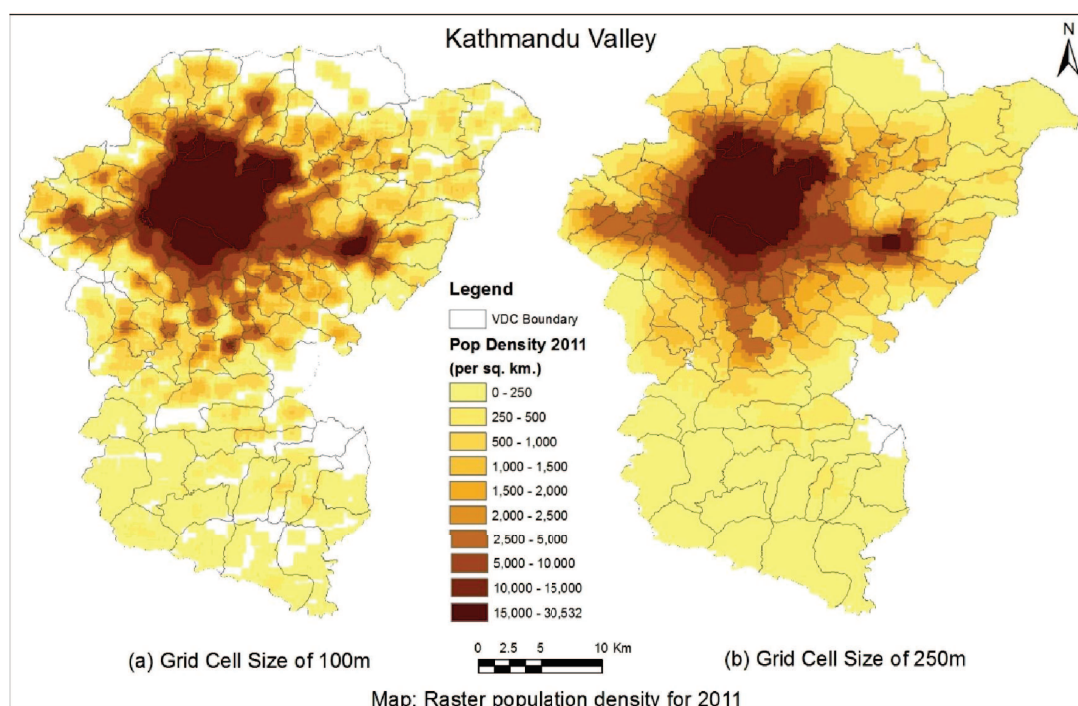 Kathmandu Valley
N
Legend
VDC Boundary
Pop Density 2011
(per sq. km.)
0 - 250
250 - 500
500 - 1,000
1,000 - 1,500
1,500 - 2,000
2,000 - 2,500
2,500 - 5,000
5,000 - 10 000
10,000 - 15,000
15,000 - 30,532
0 2.5 5 10 Km
(a) Grid Cell Size of 100m
(b) Grid Cell Size of 250m
Map: Raster population density for 2011